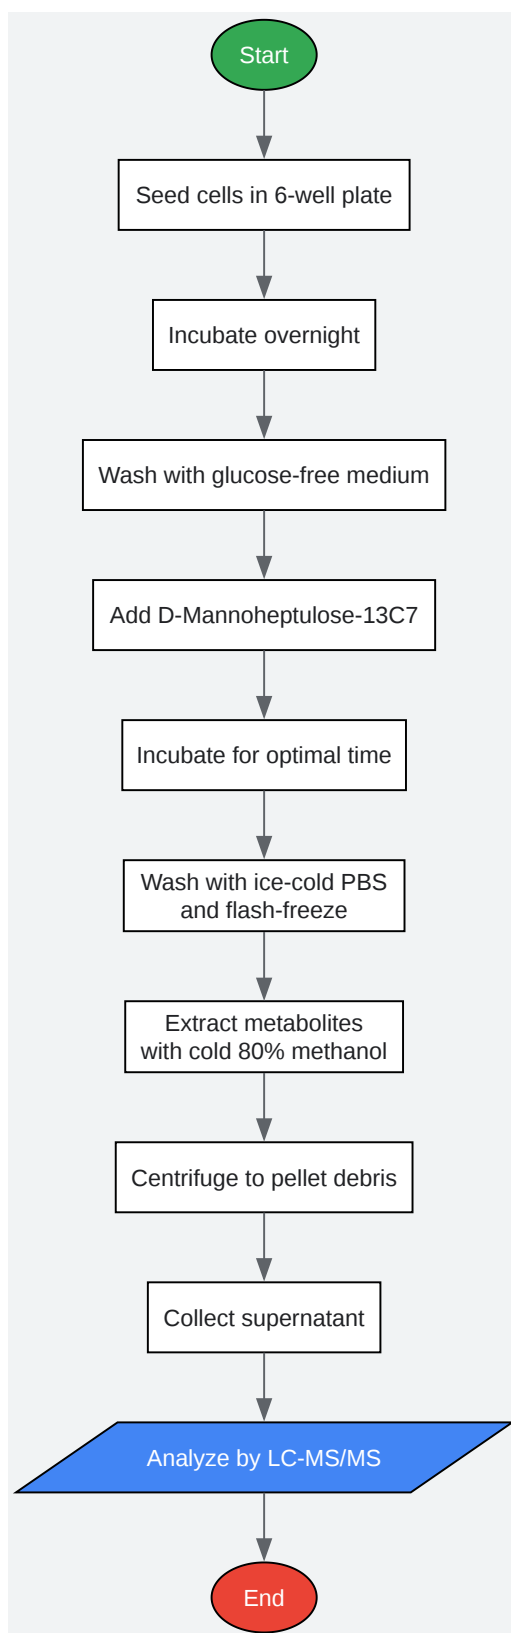 Start
Seed cells in 6-well plate
Incubate overnight
Wash with glucose-free medium
Add D-Mannoheptulose-13C7
Incubate for optimal time
Wash with ice-cold PBS
and flash-freeze
Extract metabolites
with cold 80% methanol
Centrifuge to pellet debris
Collect supernatant
Analyze by LC-MS/MS
End